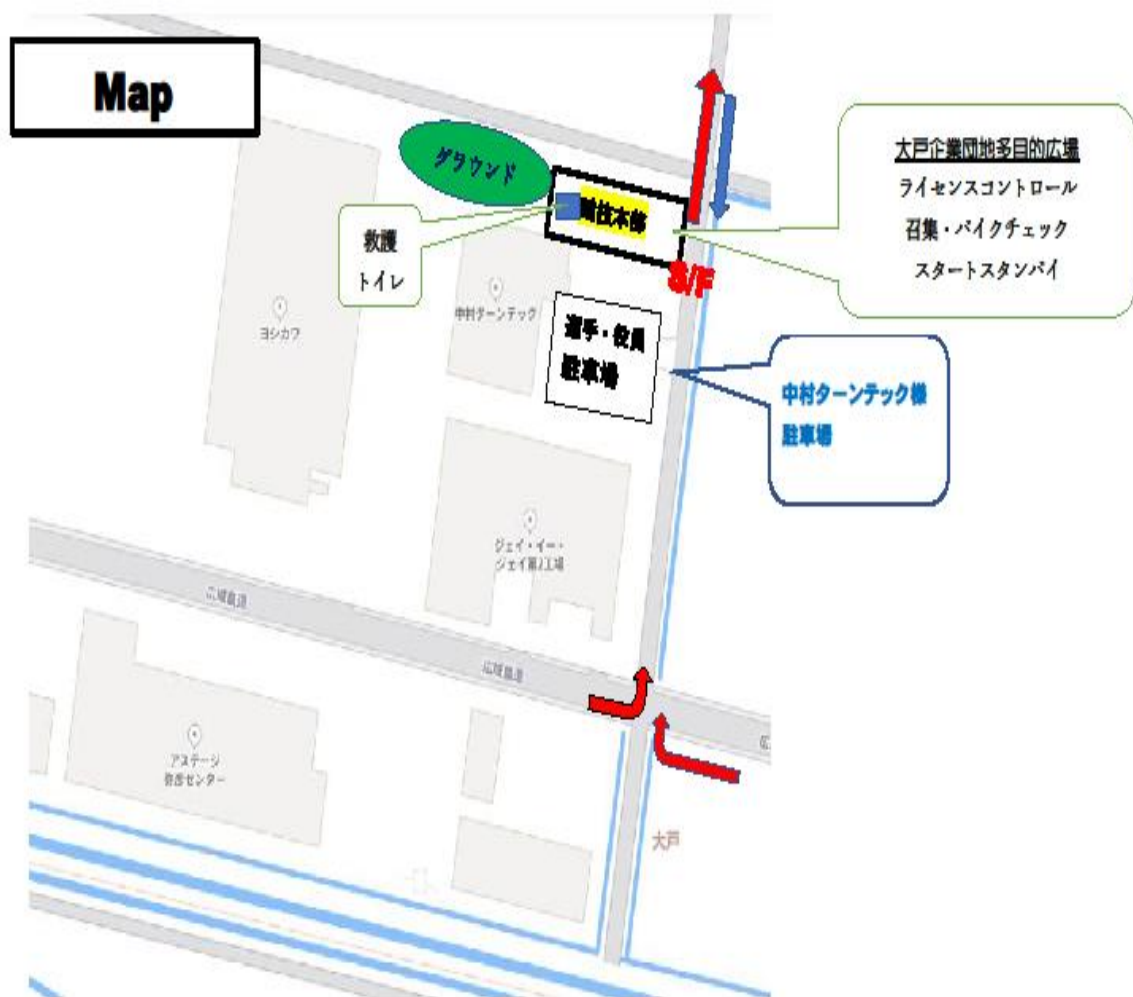 Map
グラウンド
大戸企業団地多目的広場
ライセンスコントロール
召集・バイクチェック
スタートスタンバイ
競技本部
救護
トイレ
S/F
中村ターンテック
ヨシカワ
選手・役員
駐車場
中村ターンテック様
駐車場
ジェイ・イー・
ジェイ第2工場
広域農道
広域農道
アステージ
弥彦センター
大戸